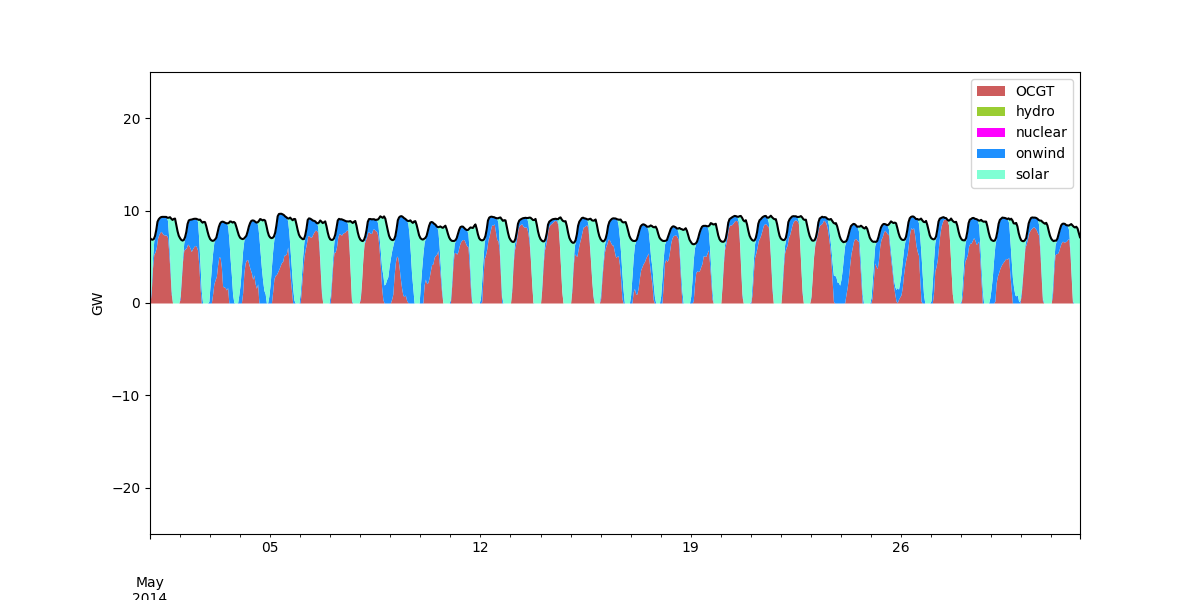 20
10
0
−10
−20
GW
OCGT
hydro
nuclear
onwind
solar
05
12
19
26
May
2014